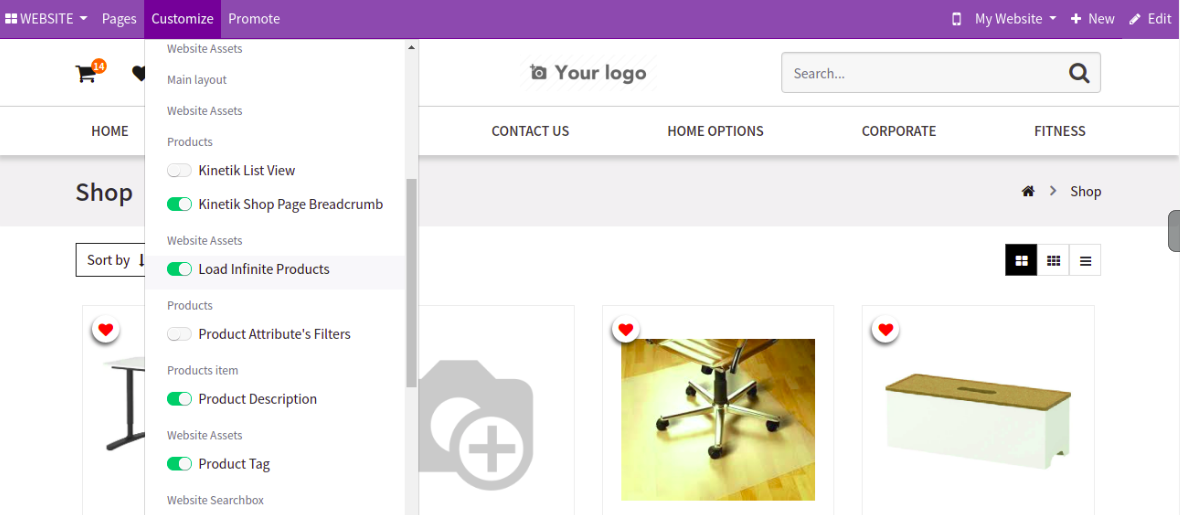 WEBSITE Pages Customize Promote My Website New Edit
14
Your logo
Search...
HOME CONTACT US HOME OPTIONS CORPORATE FITNESS
Shop
Shop
Sort by
Website Assets
Main layout
Website Assets
Products
Kinetik List View
Kinetik Shop Page Breadcrumb
Website Assets
Load Infinite Products
Products
Product Attribute's Filters
Products item
Product Description
Website Assets
Product Tag
Website Searchbox